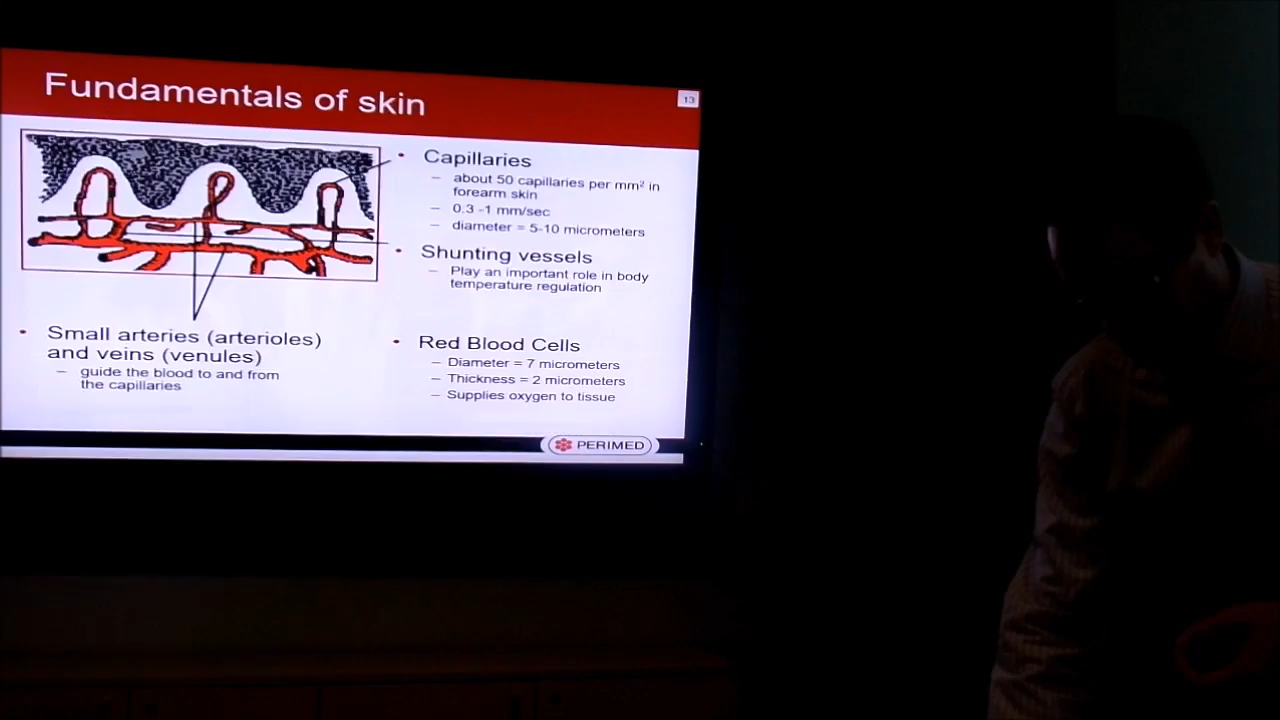 Fundamentals of skin
13
• Capillaries
– about 50 capillaries per mm² in
forearm skin
– 0.3 -1 mm/sec
– diameter = 5-10 micrometers
• Shunting vessels
– Play an important role in body
temperature regulation
• Small arteries (arterioles)
and veins (venules)
– guide the blood to and from
the capillaries
• Red Blood Cells
– Diameter = 7 micrometers
– Thickness = 2 micrometers
– Supplies oxygen to tissue
PERIMED